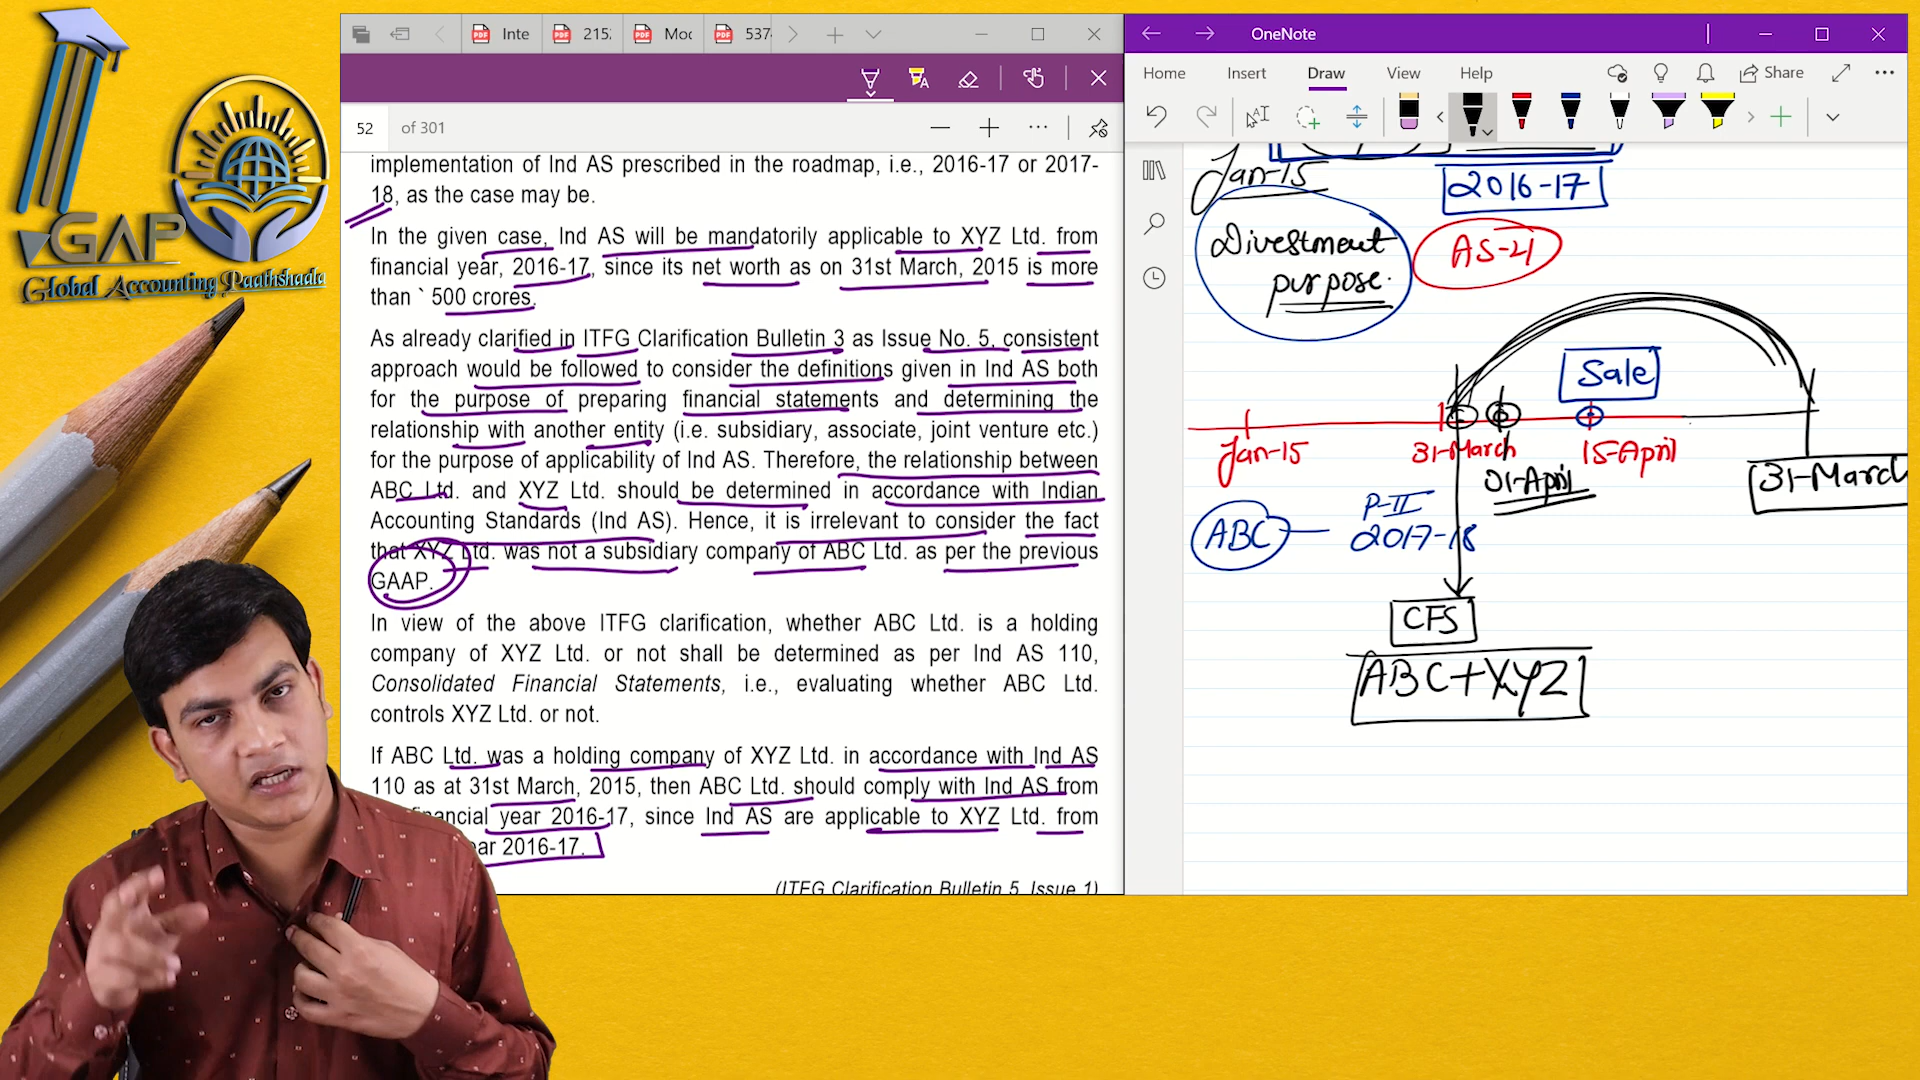 GAP
Global Accounting Paathshaala
Inte
215
Moc
537
52 of 301
implementation of Ind AS prescribed in the roadmap, i.e., 2016-17 or 2017-
18, as the case may be.
In the given case, Ind AS will be mandatorily applicable to XYZ Ltd. from
financial year, 2016-17, since its net worth as on 31st March, 2015 is more
than ` 500 crores.
As already clarified in ITFG Clarification Bulletin 3 as Issue No. 5, consistent
approach would be followed to consider the definitions given in Ind AS both
for the purpose of preparing financial statements and determining the
relationship with another entity (i.e. subsidiary, associate, joint venture etc.)
for the purpose of applicability of Ind AS. Therefore, the relationship between
ABC Ltd. and XYZ Ltd. should be determined in accordance with Indian
Accounting Standards (Ind AS). Hence, it is irrelevant to consider the fact
that XYZ Ltd. was not a subsidiary company of ABC Ltd. as per the previous
GAAP.
In view of the above ITFG clarification, whether ABC Ltd. is a holding
company of XYZ Ltd. or not shall be determined as per Ind AS 110,
Consolidated Financial Statements, i.e., evaluating whether ABC Ltd.
controls XYZ Ltd. or not.
If ABC Ltd. was a holding company of XYZ Ltd. in accordance with Ind AS
110 as at 31st March, 2015, then ABC Ltd. should comply with Ind AS from
ancial year 2016-17, since Ind AS are applicable to XYZ Ltd. from
ar 2016-17.
(ITFG Clarification Bulletin 5, Issue 1)
OneNote
Home Insert Draw View Help Share
Jan-15
2016-17
Divestment
purpose.
AS-21
Sale
Jan-15 31-March 15-April
01-April
31-March
ABC
P-II
2017-18
CFS
ABC+XYZ